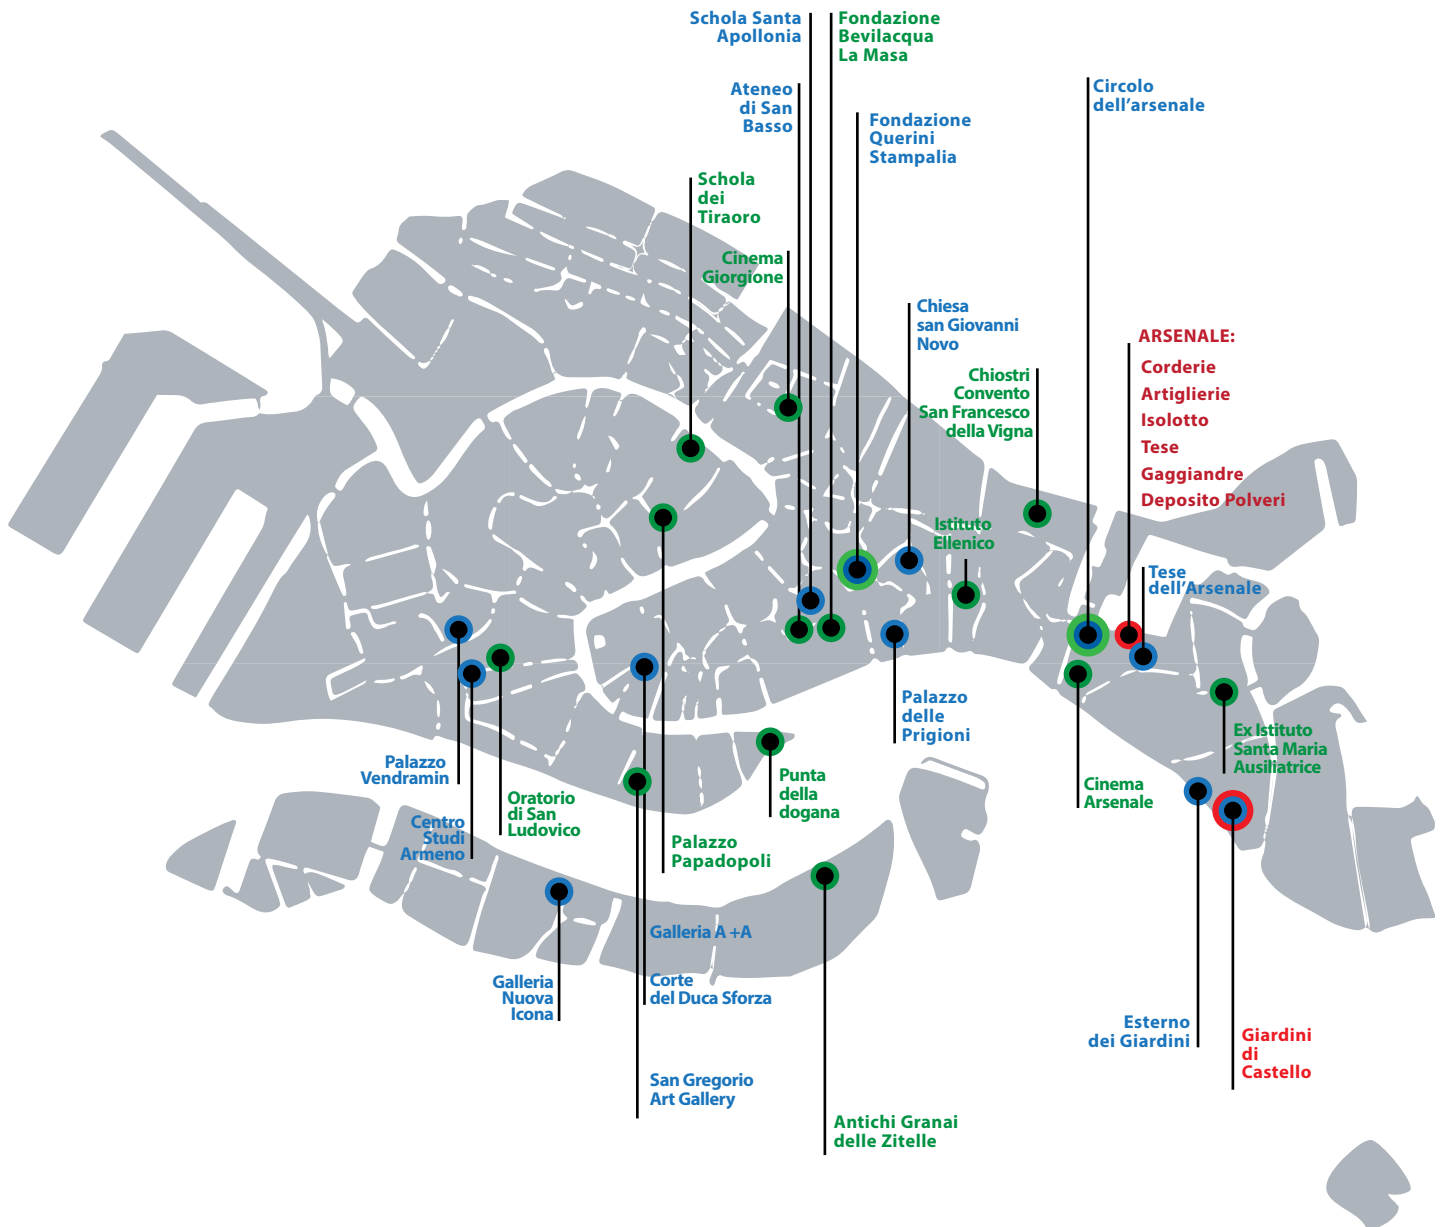 Schola Santa
Apollonia
Fondazione
Bevilacqua
La Masa
Ateneo
di San
Basso
Fondazione
Querini
Stampalia
Circolo
dell’arsenale
Schola
dei
Tiraoro
Cinema
Giorgione
Chiesa
san Giovanni
Novo
Chiostri
Convento
San Francesco
della Vigna
ARSENALE:
Corderie
Artiglierie
Isolotto
Tese
Gaggiandre
Deposito Polveri
Istituto
Ellenico
Tese
dell’Arsenale
Palazzo
delle
Prigioni
Ex Istituto
Santa Maria
Ausiliatrice
Palazzo
Vendramin
Centro
Studi
Armeno
Oratorio
di San
Ludovico
Punta
della
dogana
Cinema
Arsenale
Palazzo
Papadopoli
Galleria A +A
Corte
del Duca Sforza
Galleria
Nuova
Icona
San Gregorio
Art Gallery
Antichi Granai
delle Zitelle
Esterno
dei Giardini
Giardini
di
Castello